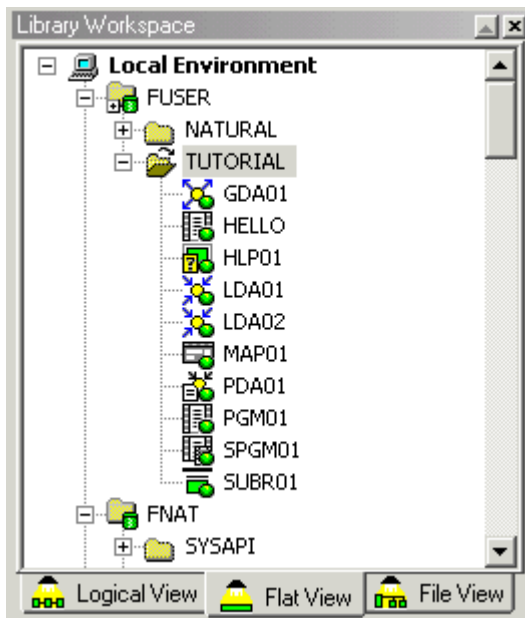 Library Workspace
Local Environment
FUSER
NATURAL
TUTORIAL
GDA01
HELLO
HLP01
LDA01
LDA02
MAP01
PDA01
PGM01
SPGM01
SUBR01
FNAT
SYSAPI
Logical View Flat View File View